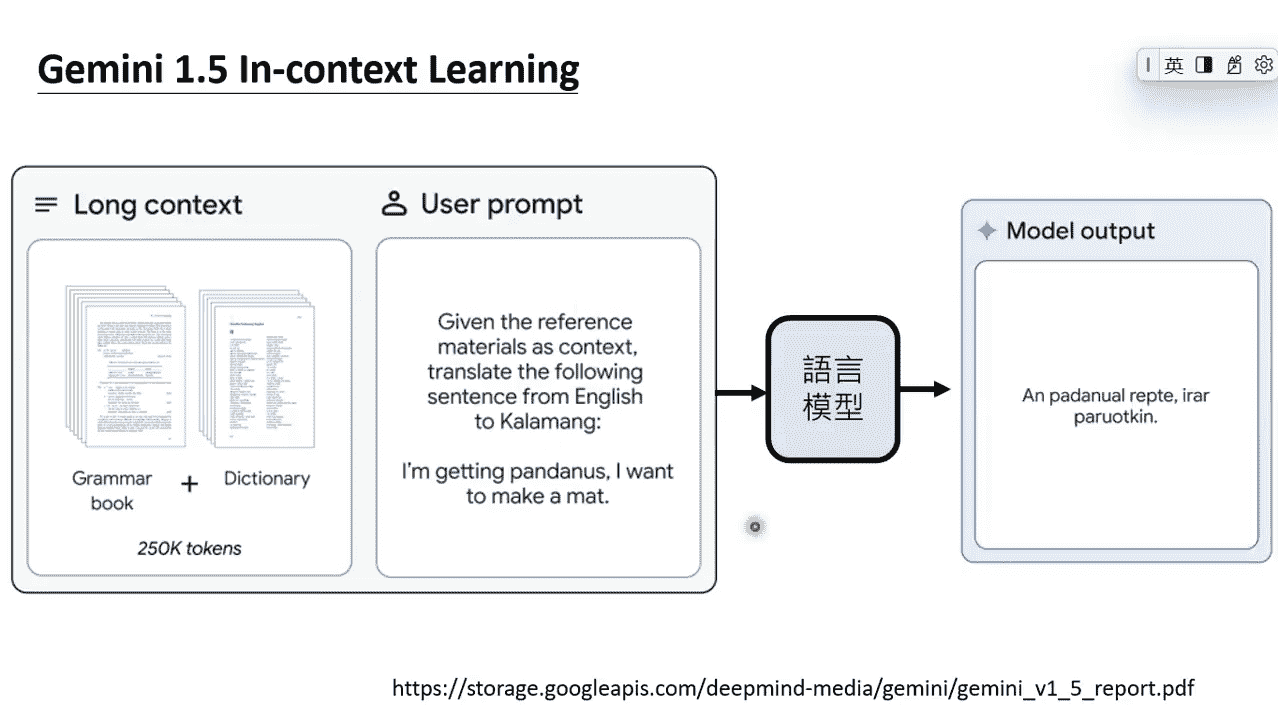 Gemini 1.5 In-context Learning
英
Long context
User prompt
Grammar
book
+
Dictionary
250K tokens
Given the reference
materials as context,
translate the following
sentence from English
to Kalamang:
I'm getting pandanus, I want
to make a mat.
語言
模型
Model output
An padanual repte, irar
paruotkin.
https://storage.googleapis.com/deepmind-media/gemini/gemini_v1_5_report.pdf